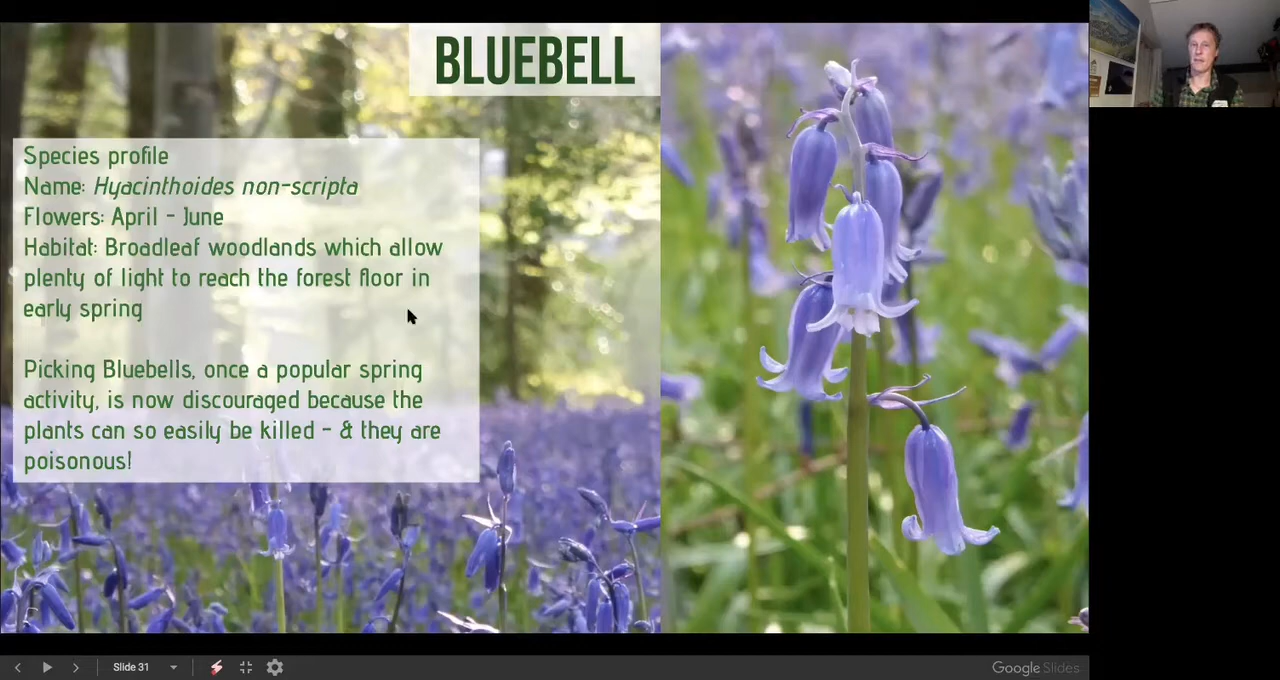 BLUEBELL
Species profile
Name: Hyacinthoides non-scripta
Flowers: April - June
Habitat: Broadleaf woodlands which allow
plenty of light to reach the forest floor in
early spring
Picking Bluebells, once a popular spring
activity, is now discouraged because the
plants can so easily be killed - & they are
poisonous!
Slide 31
Google Slides